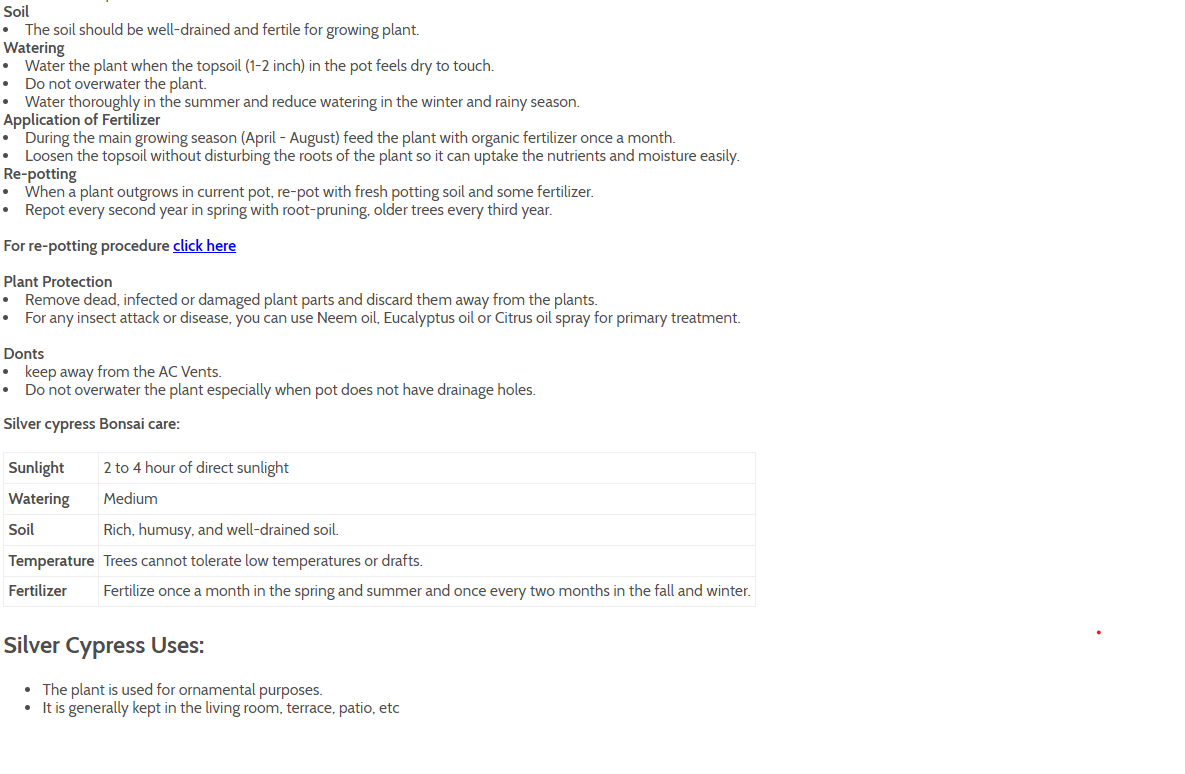 Soil
• The soil should be well-drained and fertile for growing plant.
Watering
• Water the plant when the topsoil (1-2 inch) in the pot feels dry to touch.
• Do not overwater the plant.
• Water thoroughly in the summer and reduce watering in the winter and rainy season.
Application of Fertilizer
• During the main growing season (April - August) feed the plant with organic fertilizer once a month.
• Loosen the topsoil without disturbing the roots of the plant so it can uptake the nutrients and moisture easily.
Re-potting
• When a plant outgrows in current pot, re-pot with fresh potting soil and some fertilizer.
• Repot every second year in spring with root-pruning, older trees every third year.
For re-potting procedure click here
Plant Protection
• Remove dead, infected or damaged plant parts and discard them away from the plants.
• For any insect attack or disease, you can use Neem oil, Eucalyptus oil or Citrus oil spray for primary treatment.
Donts
• keep away from the AC Vents.
• Do not overwater the plant especially when pot does not have drainage holes.
Silver cypress Bonsai care:
Sunlight 2 to 4 hour of direct sunlight
Watering Medium
Soil Rich, humusy, and well-drained soil.
Temperature Trees cannot tolerate low temperatures or drafts.
Fertilizer Fertilize once a month in the spring and summer and once every two months in the fall and winter.
Silver Cypress Uses:
• The plant is used for ornamental purposes.
• It is generally kept in the living room, terrace, patio, etc